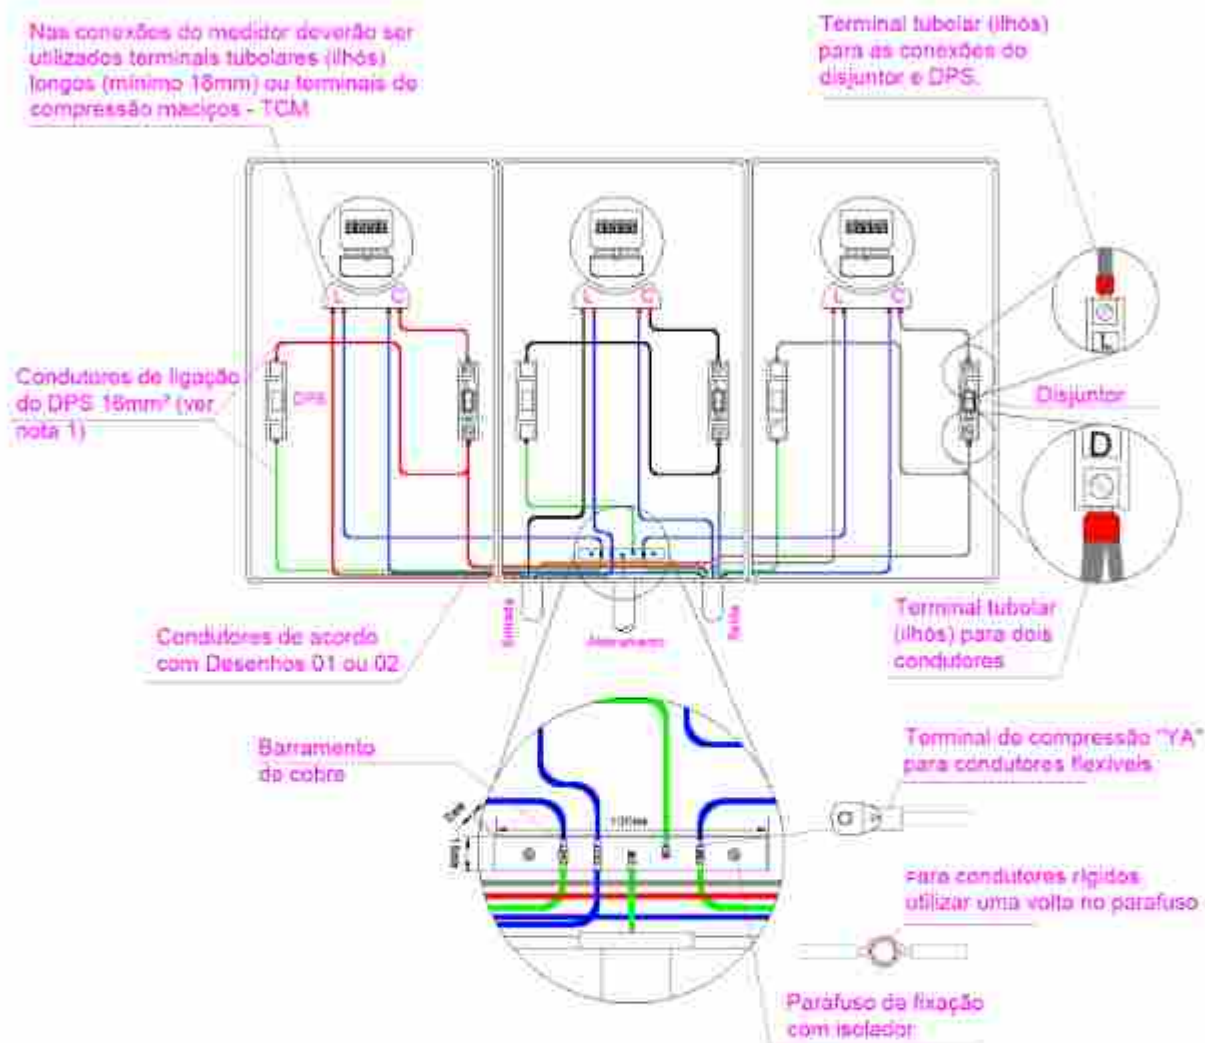 Nas conexões do medidor deverão ser
utilizados terminais tubolares (ilhós)
longos (mínimo 18mm) ou terminais de
compressão maciços - TCM
Terminal tubolar (ilhós)
para as conexões do
disjuntor e DPS.
L C
L C
L C
L
Condutores de ligação
do DPS 16mm² (ver
nota 1)
DPS
Disjuntor
D
Terminal tubolar
(ilhós) para dois
condutores
Condutores de acordo
com Desenhos 01 ou 02
Entrada
Aterramento
Saída
Barramento
de cobre
Terminal de compressão "YA"
para condutores flexíveis
Para condutores rígidos
utilizar uma volta no parafuso
Parafuso de fixação
com isolador